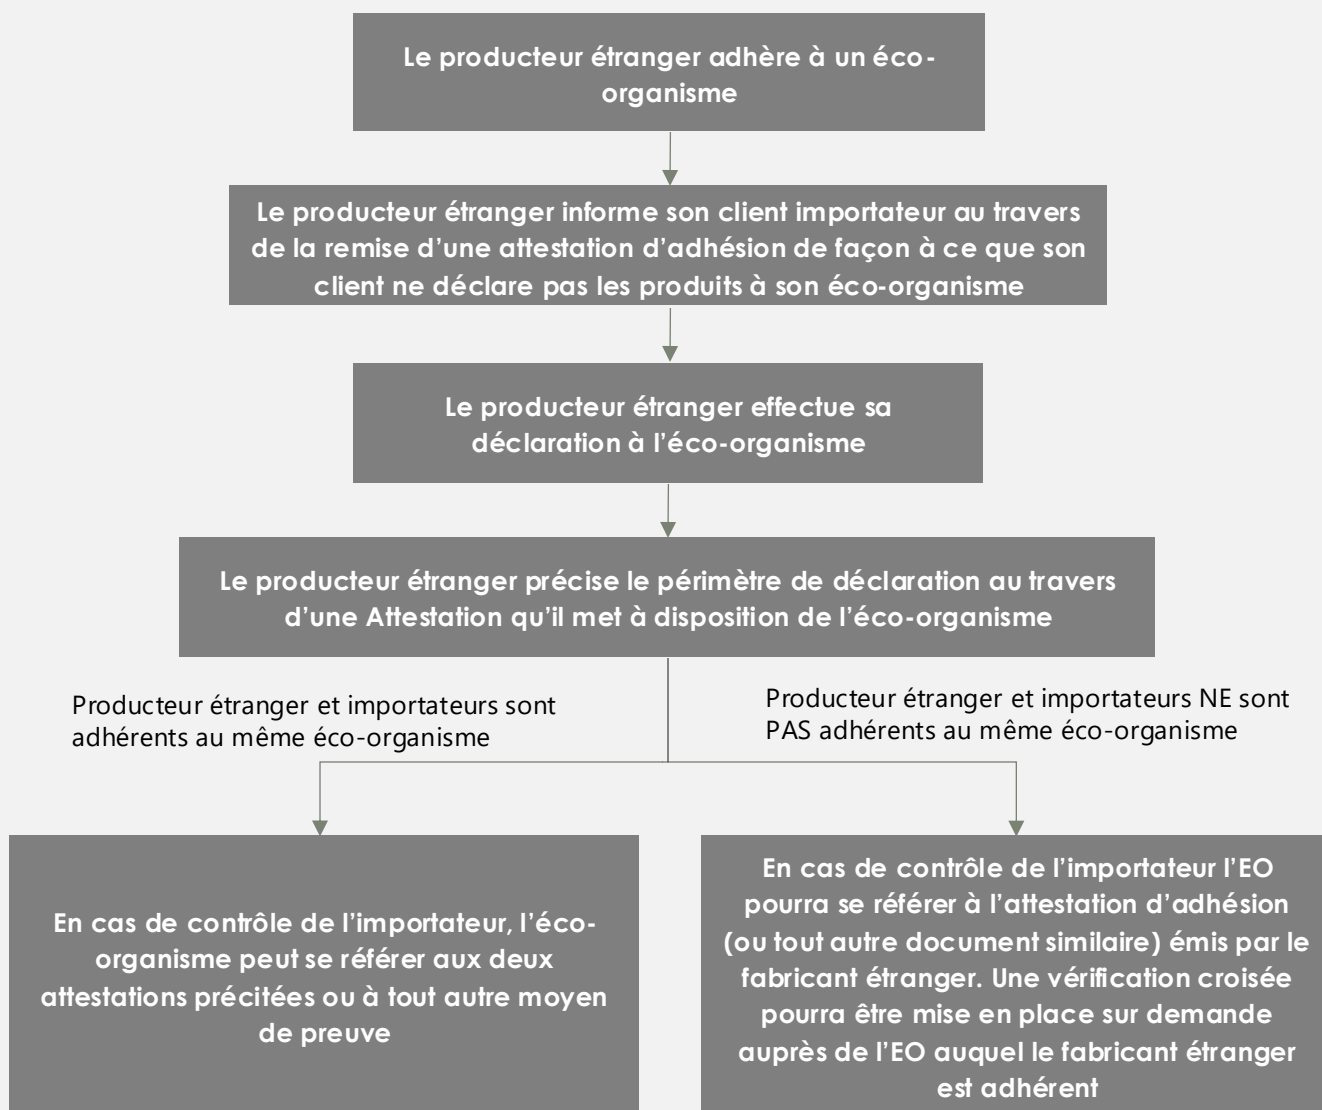 Le producteur étranger adhère à un éco-
organisme
Le producteur étranger informe son client importateur au travers
de la remise d’une attestation d’adhésion de façon à ce que son
client ne déclare pas les produits à son éco-organisme
Le producteur étranger effectue sa
déclaration à l’éco-organisme
Le producteur étranger précise le périmètre de déclaration au travers
d’une Attestation qu’il met à disposition de l’éco-organisme
Producteur étranger et importateurs sont
adhérents au même éco-organisme
Producteur étranger et importateurs NE sont
PAS adhérents au même éco-organisme
En cas de contrôle de l’importateur, l’éco-
organisme peut se référer aux deux
attestations précitées ou à tout autre moyen
de preuve
En cas de contrôle de l’importateur l’EO
pourra se référer à l’attestation d’adhésion
(ou tout autre document similaire) émis par le
fabricant étranger. Une vérification croisée
pourra être mise en place sur demande
auprès de l’EO auquel le fabricant étranger
est adhérent